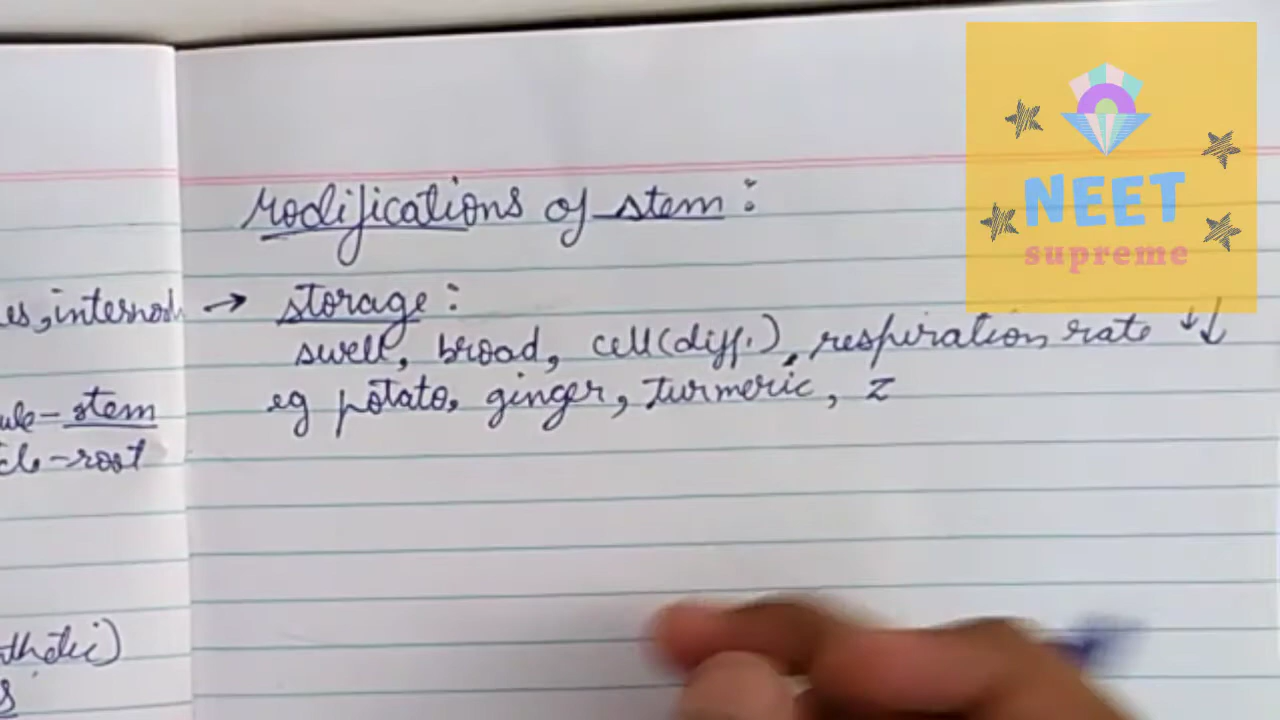 Modifications of stem :
es, internod
→ storage :
swell, broad, cell(diff.), respiration rate ↓↓
eg potato, ginger, turmeric, z
ule-stem
cle-root
thetic)
s
NEET
supreme